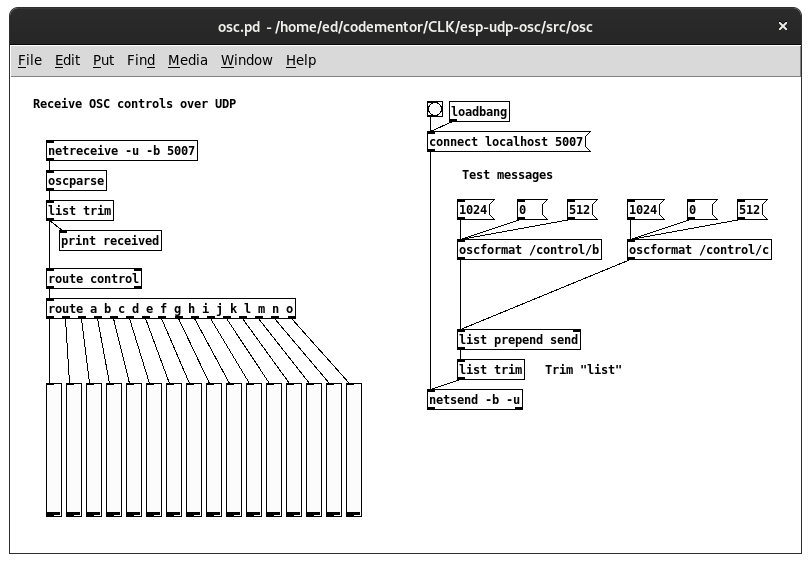 osc.pd - /home/ed/codementor/CLK/esp-udp-osc/src/osc
×
File Edit Put Find Media Window Help
Receive OSC controls over UDP
netreceive -u -b 5007
oscparse
list trim
print received
route control
route a b c d e f g h i j k l m n o
loadbang
connect localhost 5007
Test messages
1024 0 512 1024 0 512
oscformat /control/b oscformat /control/c
list prepend send
list trim Trim "list"
netsend -b -u